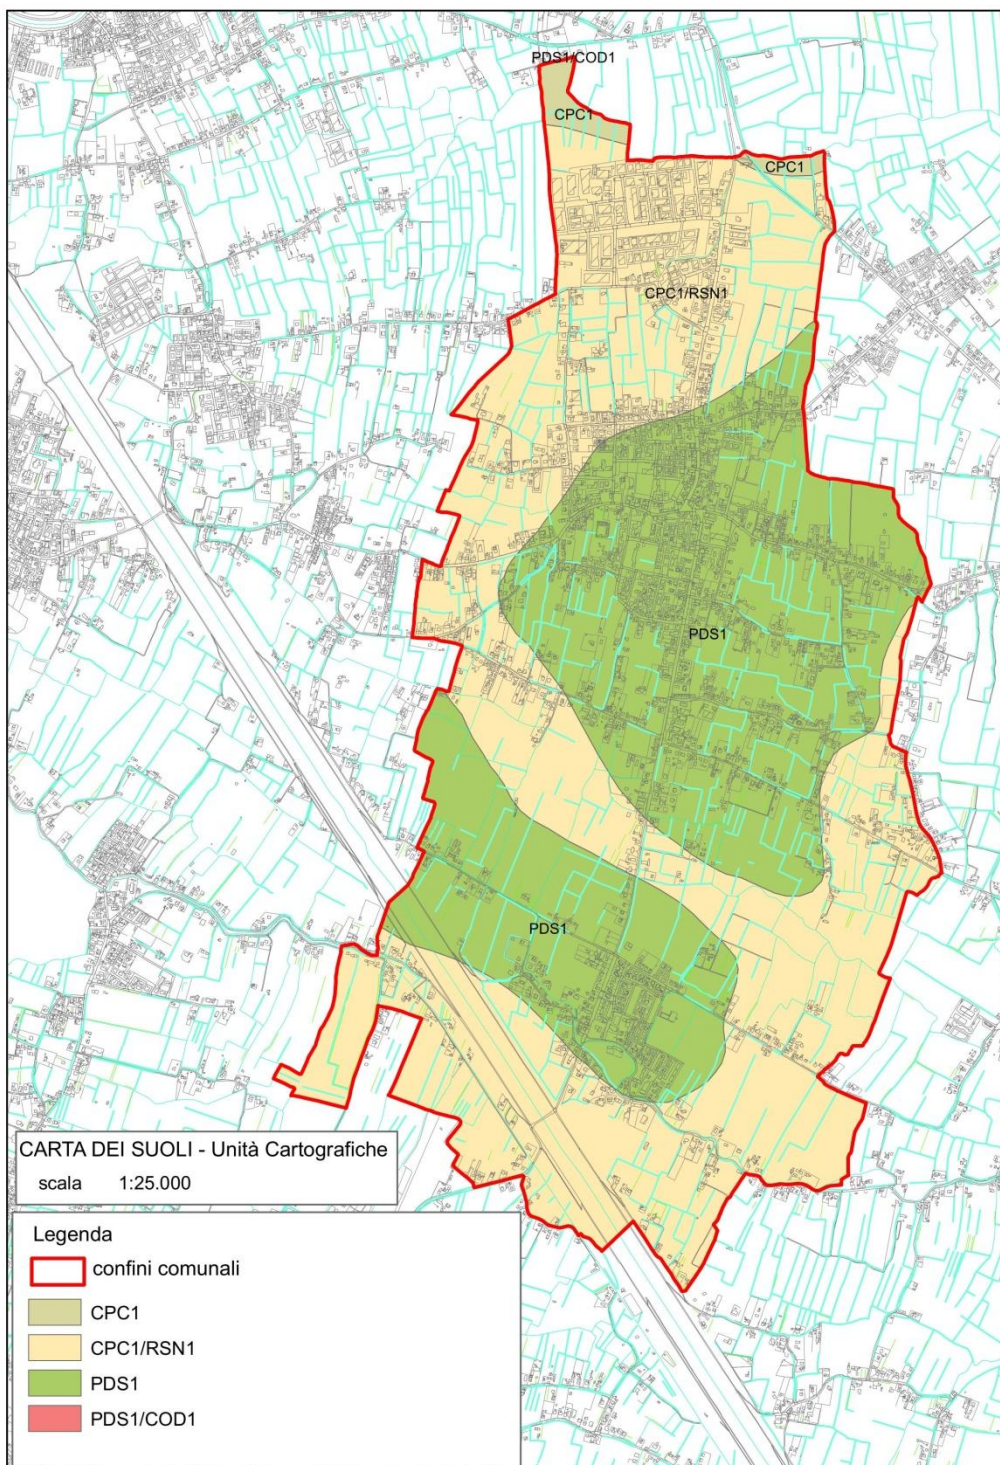 PDS1/COD1
CPC1
CPC1
CPC1/RSN1
PDS1
PDS1
CARTA DEI SUOLI - Unità Cartografiche
scala 1:25.000
Legenda
confini comunali
CPC1
CPC1/RSN1
PDS1
PDS1/COD1